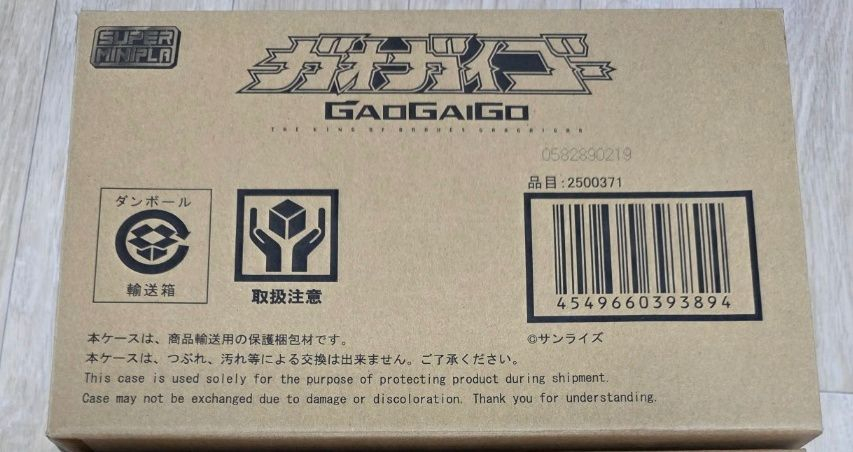 SUPER
MINIPLA
ガオガイゴー
GAOGAIGO
THE KING OF BRAVES GAOGAIGAR
0582890219
品目:2500371
ダンボール
輸送箱
取扱注意
4549660393894
©サンライズ
本ケースは、商品輸送用の保護梱包材です。
本ケースは、つぶれ、汚れ等による交換は出来ません。ご了承ください。
This case is used solely for the purpose of protecting product during shipment.
Case may not be exchanged due to damage or discoloration. Thank you for understanding.